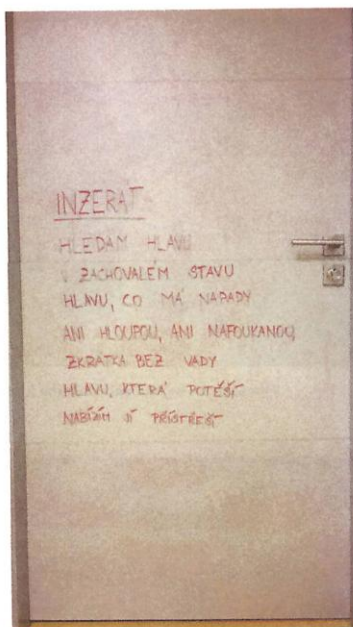 INZERÁT
HLEDÁM HLAVU
V ZACHOVALÉM STAVU
HLAVU, CO MÁ NÁPADY
ANI HLOUPOU, ANI NAFOUKANOU,
ZKRÁTKA BEZ VADY
HLAVU, KTERÁ POTĚŠÍ
NABÍZÍM JÍ PŘÍSTŘEŠÍ